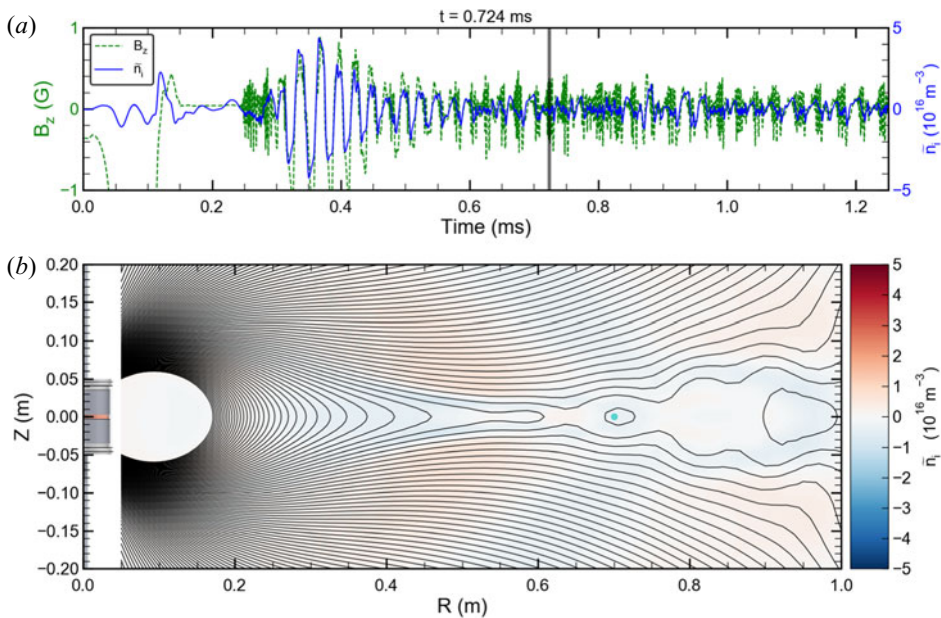 (a)
t = 0.724 ms
B_z
ñ_i
1
0
−1
B_z (G)
5
0
−5
ñ_i (10^16 m^−3)
0.0 0.2 0.4 0.6 0.8 1.0 1.2
Time (ms)
(b)
0.20
0.15
0.10
0.05
0.00
−0.05
−0.10
−0.15
−0.20
Z (m)
0.0 0.2 0.4 0.6 0.8 1.0
R (m)
5
4
3
2
1
0
−1
−2
−3
−4
−5
ñ_i (10^16 m^−3)